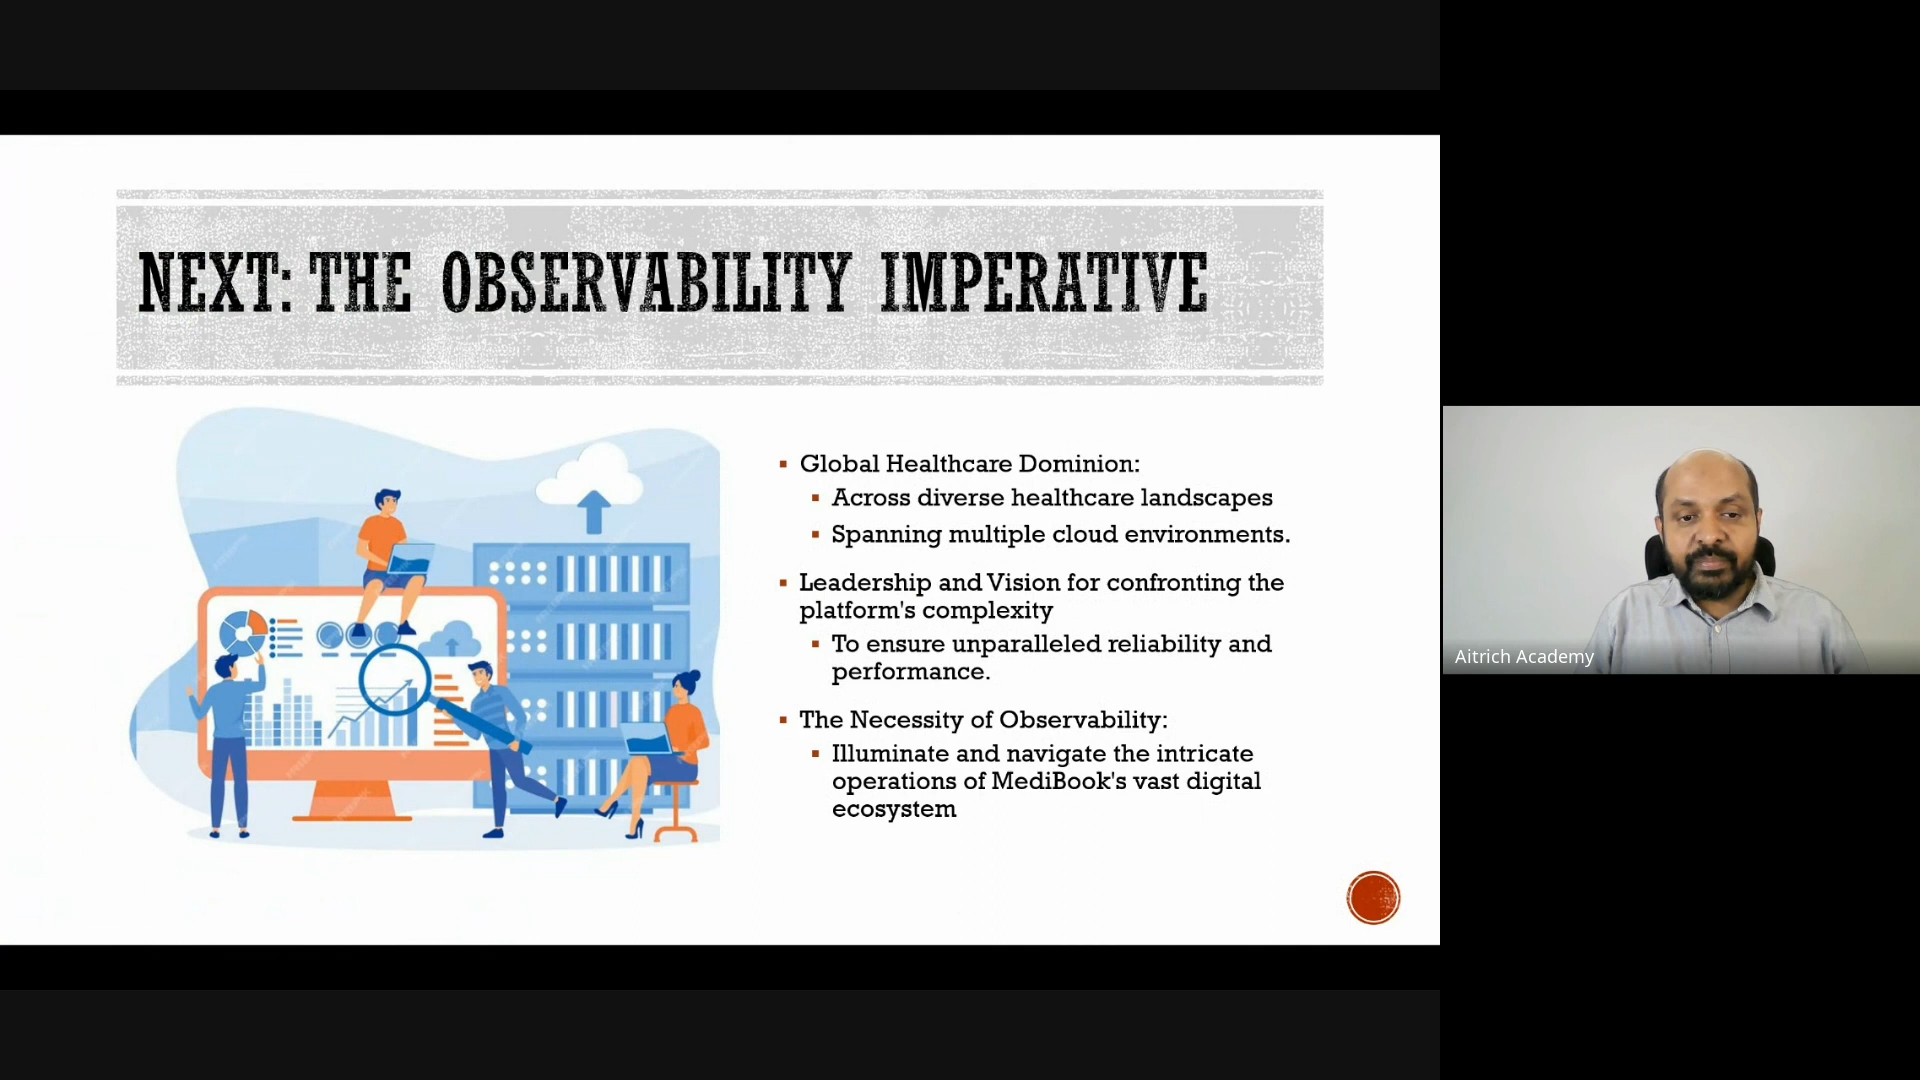 NEXT: THE OBSERVABILITY IMPERATIVE
Global Healthcare Dominion:
Across diverse healthcare landscapes
Spanning multiple cloud environments.
Leadership and Vision for confronting the
platform's complexity
To ensure unparalleled reliability and
performance.
The Necessity of Observability:
Illuminate and navigate the intricate
operations of MediBook's vast digital
ecosystem
Aitrich Academy